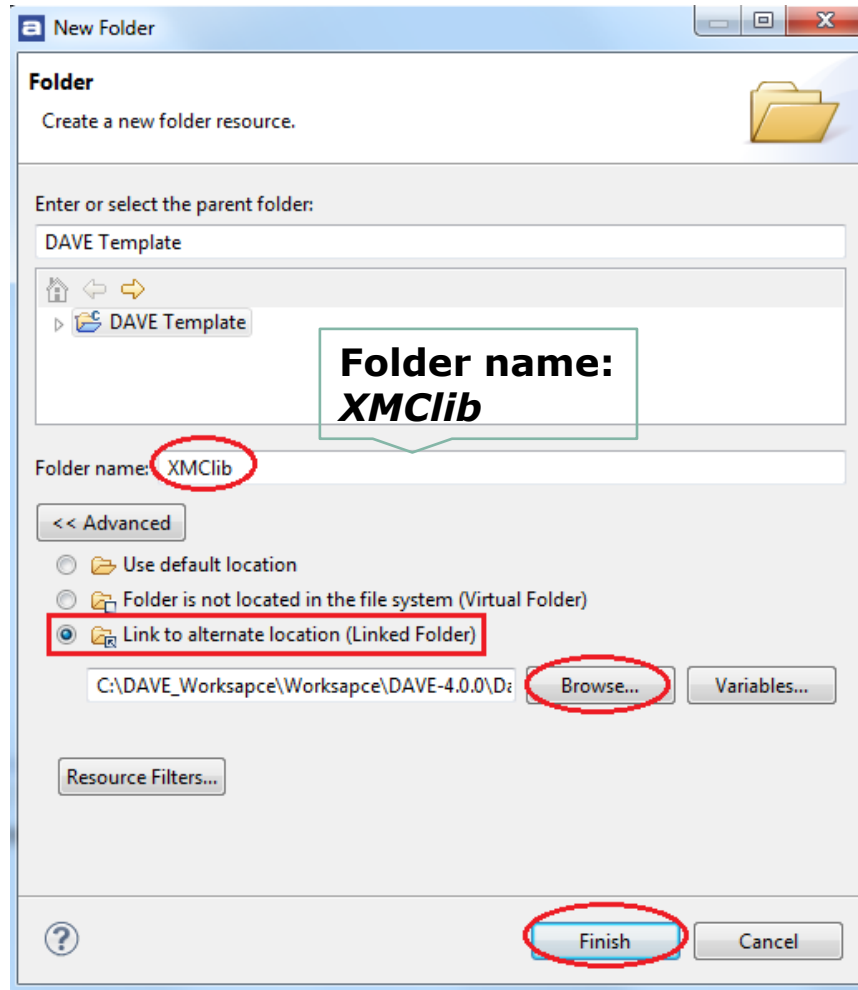 New Folder
Folder
Create a new folder resource.
Enter or select the parent folder:
DAVE Template
DAVE Template
Folder name:
XMClib
Folder name: XMClib
<< Advanced
Use default location
Folder is not located in the file system (Virtual Folder)
Link to alternate location (Linked Folder)
C:\DAVE_Worksapce\Worksapce\DAVE-4.0.0\Da Browse... Variables...
Resource Filters...
Finish Cancel